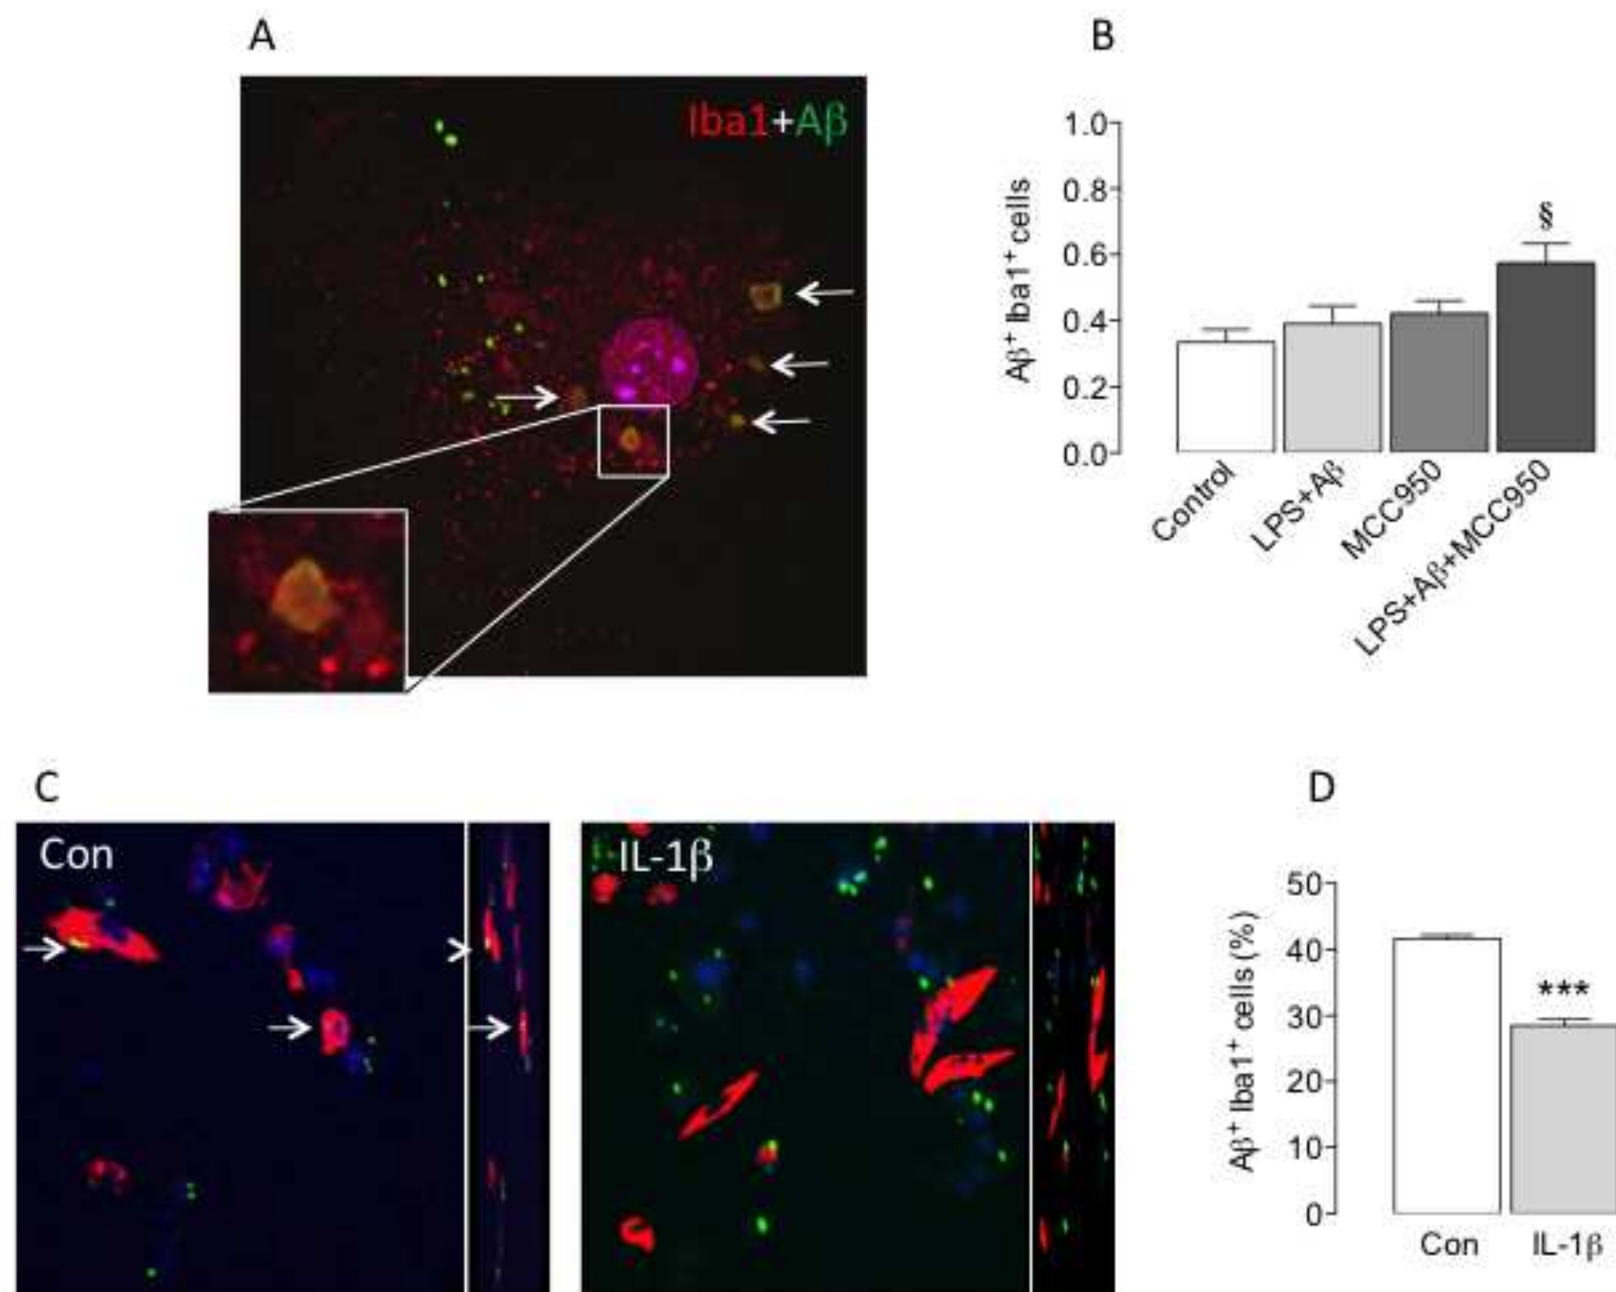 A
Iba1+Aβ
B
Aβ⁺ Iba1⁺ cells
1.0
0.8
0.6
0.4
0.2
0.0
§
Control
LPS+Aβ
MCC950
LPS+Aβ+MCC950
C
Con
IL-1β
D
Aβ⁺ Iba1⁺ cells (%)
50
40
30
20
10
0
***
Con
IL-1β